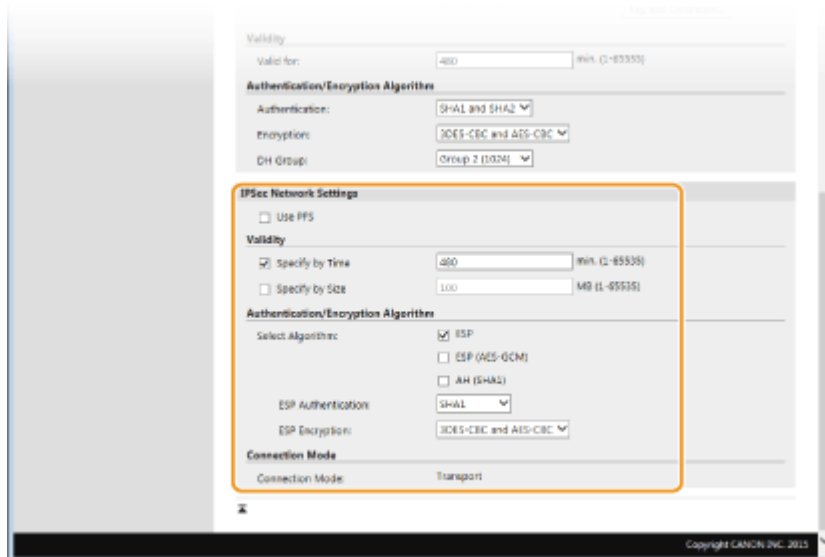 Validity
Valid for: 480 min. (1-65535)
Authentication/Encryption Algorithm
Authentication: SHA1 and SHA2
Encryption: 3DES-CBC and AES-CBC
DH Group: Group 2 (1024)
IPSec Network Settings
Use PFS
Validity
Specify by Time 480 min. (1-65535)
Specify by Size 100 MB (1-65535)
Authentication/Encryption Algorithm
Select Algorithm: ESP
ESP (AES-GCM)
AH (SHA1)
ESP Authentication: SHA1
ESP Encryption: 3DES-CBC and AES-CBC
Connection Mode
Connection Mode: Transport
Copyright CANON INC. 2015